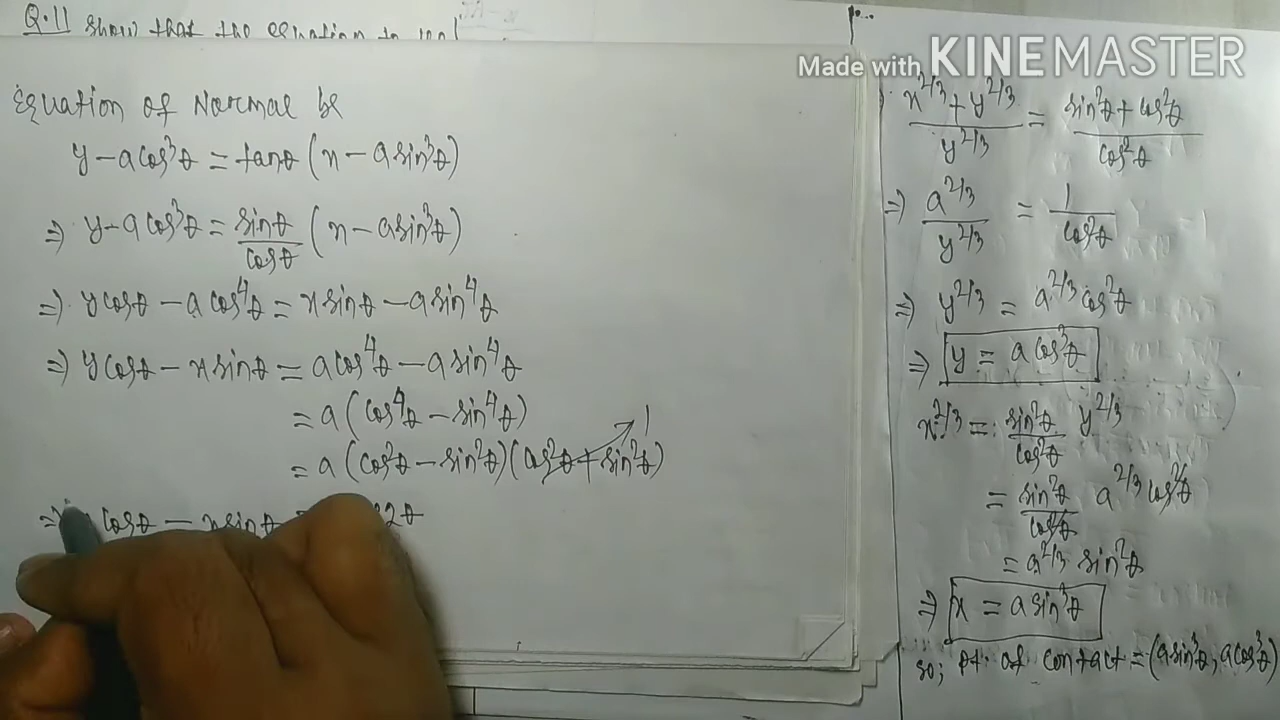 Q.11 Show that the equation to
Made with KINEMASTER
Equation of Normal be
y - a cos³θ = tanθ (x - a sin³θ)
⇒ y - a cos³θ = sinθ/cosθ (x - a sin³θ)
⇒ y cosθ - a cos⁴θ = x sinθ - a sin⁴θ
⇒ y cosθ - x sinθ = a cos⁴θ - a sin⁴θ
= a (cos⁴θ - sin⁴θ)
= a (cos²θ - sin²θ)(cos²θ + sin²θ) 1
⇒ cosθ - x sinθ 2θ
(x^2/3 + y^2/3)/y^2/3 = (sin²θ + cos²θ)/cos²θ
⇒ a^2/3/y^2/3 = 1/cos²θ
⇒ y^2/3 = a^2/3 cos²θ
⇒ y = a cos³θ
x^2/3 = sin²θ/cos²θ y^2/3
= sin²θ/cos²θ a^2/3 cos²θ
= a^2/3 sin²θ
⇒ x = a sin³θ
so; pt. of contact = (a sin³θ, a cos³θ)